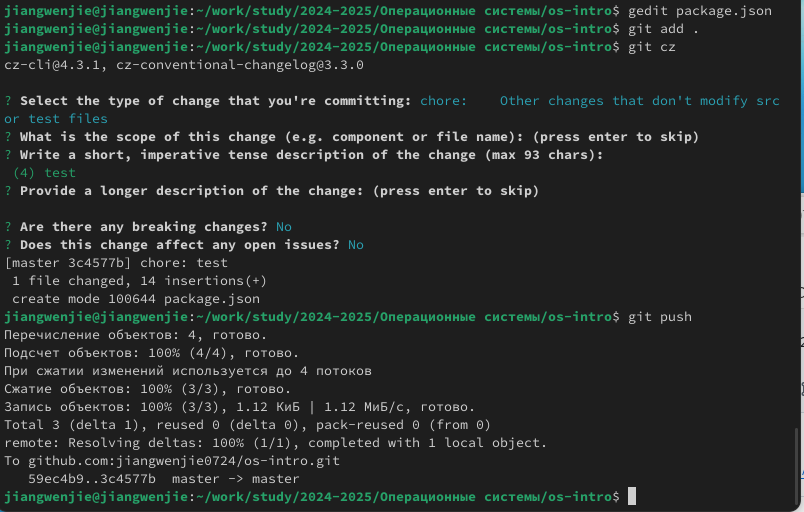 jiangwenjie@jiangwenjie:~/work/study/2024-2025/Операционные системы/os-intro$ gedit package.json
jiangwenjie@jiangwenjie:~/work/study/2024-2025/Операционные системы/os-intro$ git add .
jiangwenjie@jiangwenjie:~/work/study/2024-2025/Операционные системы/os-intro$ git cz
cz-cli@4.3.1, cz-conventional-changelog@3.3.0
? Select the type of change that you're committing: chore:    Other changes that don't modify src
or test files
? What is the scope of this change (e.g. component or file name): (press enter to skip)
? Write a short, imperative tense description of the change (max 93 chars):
 (4) test
? Provide a longer description of the change: (press enter to skip)
? Are there any breaking changes? No
? Does this change affect any open issues? No
[master 3c4577b] chore: test
 1 file changed, 14 insertions(+)
 create mode 100644 package.json
jiangwenjie@jiangwenjie:~/work/study/2024-2025/Операционные системы/os-intro$ git push
Перечисление объектов: 4, готово.
Подсчет объектов: 100% (4/4), готово.
При сжатии изменений используется до 4 потоков
Сжатие объектов: 100% (3/3), готово.
Запись объектов: 100% (3/3), 1.12 КиБ | 1.12 МиБ/с, готово.
Total 3 (delta 1), reused 0 (delta 0), pack-reused 0 (from 0)
remote: Resolving deltas: 100% (1/1), completed with 1 local object.
To github.com:jiangwenjie0724/os-intro.git
   59ec4b9..3c4577b  master -> master
jiangwenjie@jiangwenjie:~/work/study/2024-2025/Операционные системы/os-intro$